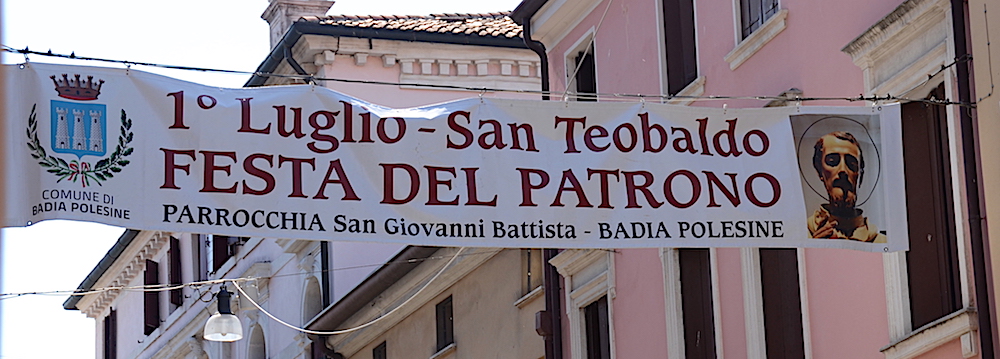 1° Luglio - San Teobaldo
FESTA DEL PATRONO
PARROCCHIA San Giovanni Battista - BADIA POLESINE
COMUNE DI
BADIA POLESINE